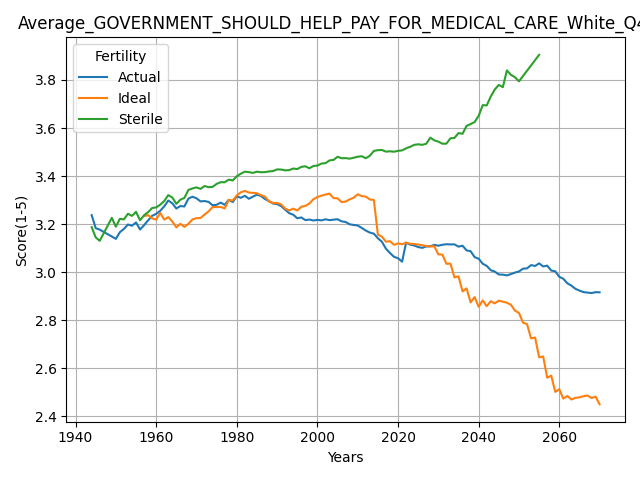 Average_GOVERNMENT_SHOULD_HELP_PAY_FOR_MEDICAL_CARE_White_Q4
Fertility
Actual
Ideal
Sterile
Score(1-5)
3.8
3.6
3.4
3.2
3.0
2.8
2.6
2.4
1940 1960 1980 2000 2020 2040 2060
Years